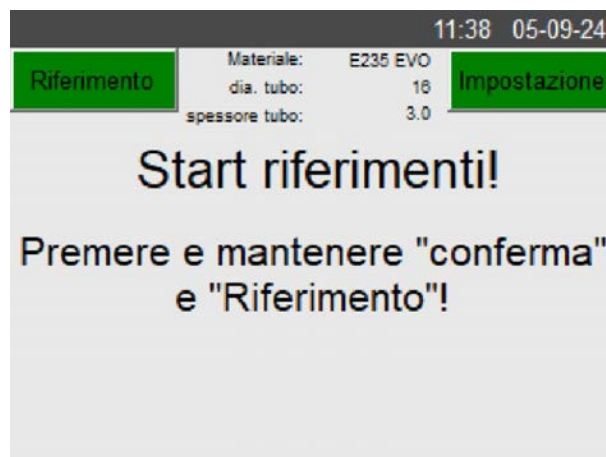 11:38 05-09-24
Riferimento
Materiale: E235 EVO
dia. tubo: 16
spessore tubo: 3.0
Impostazione
Start riferimenti!
Premere e mantenere "conferma"
e "Riferimento"!